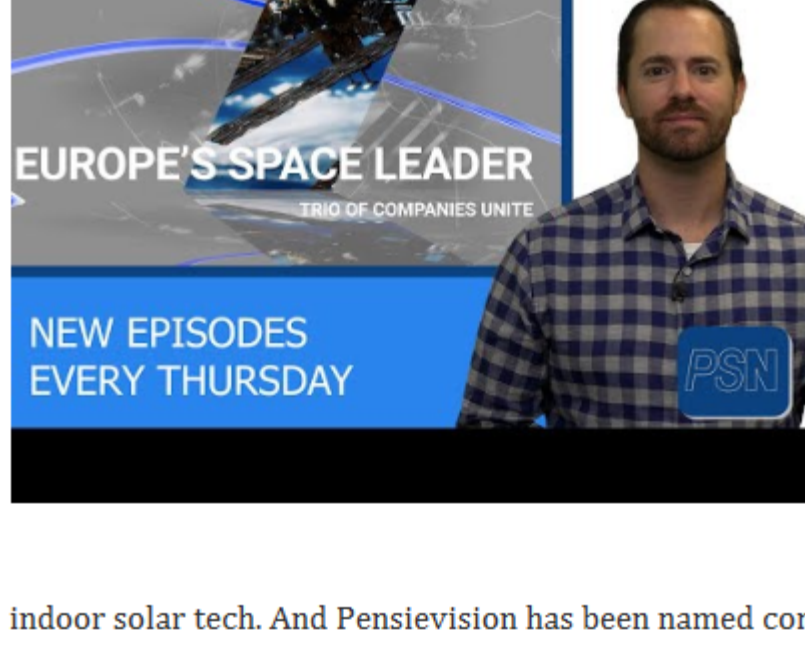 EUROPE'S SPACE LEADER
TRIO OF COMPANIES UNITE
NEW EPISODES
EVERY THURSDAY
PSN
indoor solar tech. And Pensievision has been named